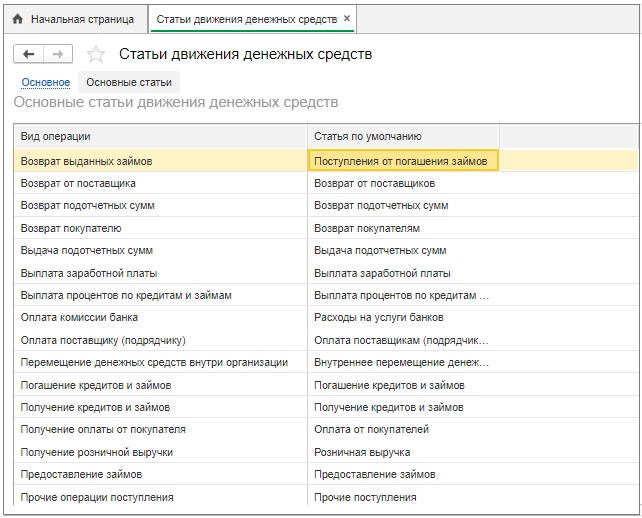 Начальная страница
Статьи движения денежных средств ×
Статьи движения денежных средств
Основное Основные статьи
Основные статьи движения денежных средств
Вид операции Статья по умолчанию
Возврат выданных займов Поступления от погашения займов
Возврат от поставщика Возврат от поставщиков
Возврат подотчетных сумм Возврат подотчетных сумм
Возврат покупателю Возврат покупателям
Выдача подотчетных сумм Выдача подотчетных сумм
Выплата заработной платы Выплата заработной платы
Выплата процентов по кредитам и займам Выплата процентов по кредитам ...
Оплата комиссии банка Расходы на услуги банков
Оплата поставщику (подрядчику) Оплата поставщикам (подрядчик...
Перемещение денежных средств внутри организации Внутреннее перемещение денеж...
Погашение кредитов и займов Погашение кредитов и займов
Получение кредитов и займов Получение кредитов и займов
Получение оплаты от покупателя Оплата от покупателей
Получение розничной выручки Розничная выручка
Предоставление займов Предоставление займов
Прочие операции поступления Прочие поступления